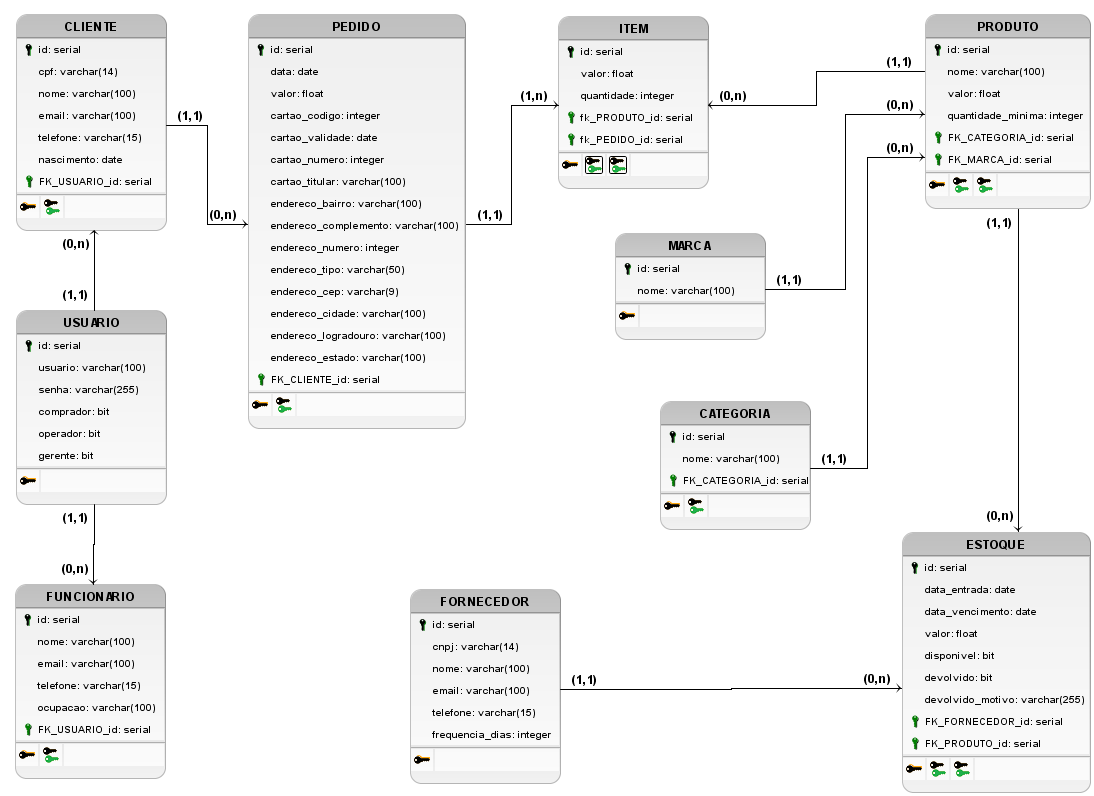 CLIENTE
id: serial
cpf: varchar(14)
nome: varchar(100)
email: varchar(100)
telefone: varchar(15)
nascimento: date
FK_USUARIO_id: serial
(1,1)
(0,n)
PEDIDO
id: serial
data: date
valor: float
cartao_codigo: integer
cartao_validade: date
cartao_numero: integer
cartao_titular: varchar(100)
endereco_bairro: varchar(100)
endereco_complemento: varchar(100)
endereco_numero: integer
endereco_tipo: varchar(50)
endereco_cep: varchar(9)
endereco_cidade: varchar(100)
endereco_logradouro: varchar(100)
endereco_estado: varchar(100)
FK_CLIENTE_id: serial
(1,1)
(1,n)
ITEM
id: serial
valor: float
quantidade: integer
fk_PRODUTO_id: serial
fk_PEDIDO_id: serial
(0,n)
(1,1)
(0,n)
(0,n)
PRODUTO
id: serial
nome: varchar(100)
valor: float
quantidade_minima: integer
FK_CATEGORIA_id: serial
FK_MARCA_id: serial
(1,1)
(0,n)
(0,n)
(1,1)
USUARIO
id: serial
usuario: varchar(100)
senha: varchar(255)
comprador: bit
operador: bit
gerente: bit
(1,1)
(0,n)
MARCA
id: serial
nome: varchar(100)
(1,1)
CATEGORIA
id: serial
nome: varchar(100)
FK_CATEGORIA_id: serial
(1,1)
FUNCIONARIO
id: serial
nome: varchar(100)
email: varchar(100)
telefone: varchar(15)
ocupacao: varchar(100)
FK_USUARIO_id: serial
FORNECEDOR
id: serial
cnpj: varchar(14)
nome: varchar(100)
email: varchar(100)
telefone: varchar(15)
frequencia_dias: integer
(1,1)
(0,n)
ESTOQUE
id: serial
data_entrada: date
data_vencimento: date
valor: float
disponivel: bit
devolvido: bit
devolvido_motivo: varchar(255)
FK_FORNECEDOR_id: serial
FK_PRODUTO_id: serial